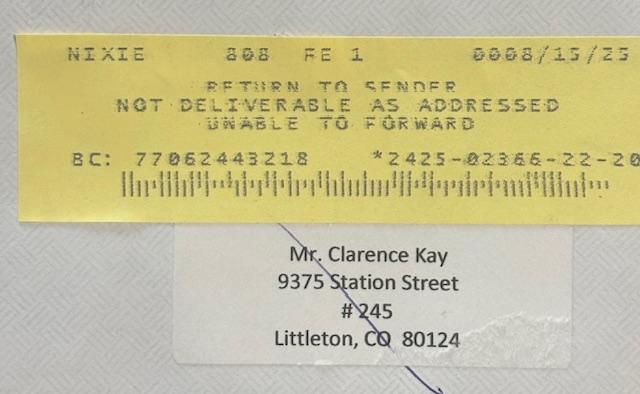 NIXIE 808 FE 1 0008/15/25
RETURN TO SENDER
NOT DELIVERABLE AS ADDRESSED
UNABLE TO FORWARD
BC: 77062443218 *2425-02366-22-20
Mr. Clarence Kay
9375 Station Street
# 245
Littleton, CO 80124